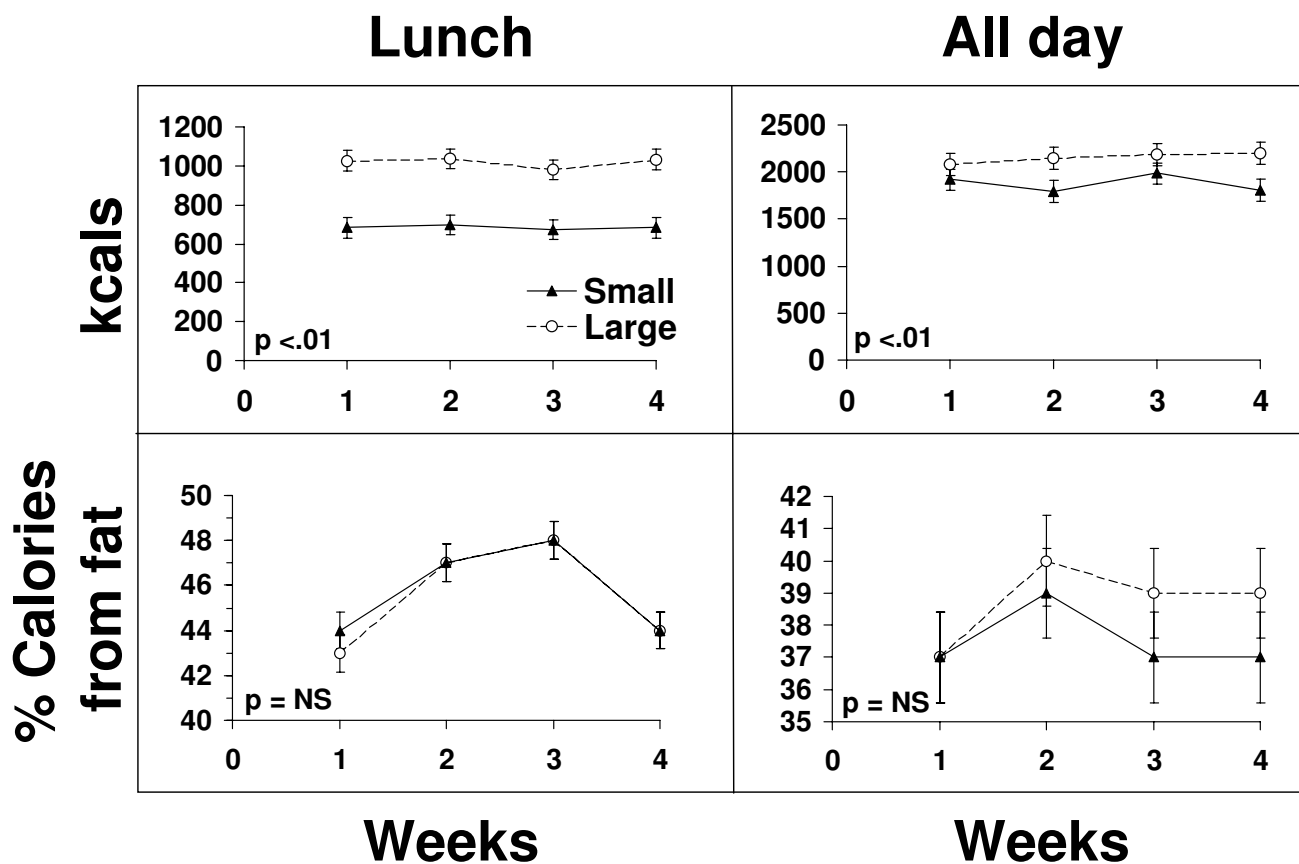 Lunch
All day
kcals
1200
1000
800
600
400
200
0
p <.01
Small
Large
0 1 2 3 4
2500
2000
1500
1000
500
0
p <.01
0 1 2 3 4
% Calories
from fat
50
48
46
44
43
40
p = NS
0 1 2 3 4
42
41
40
39
38
37
36
35
p = NS
0 1 2 3 4
Weeks
Weeks